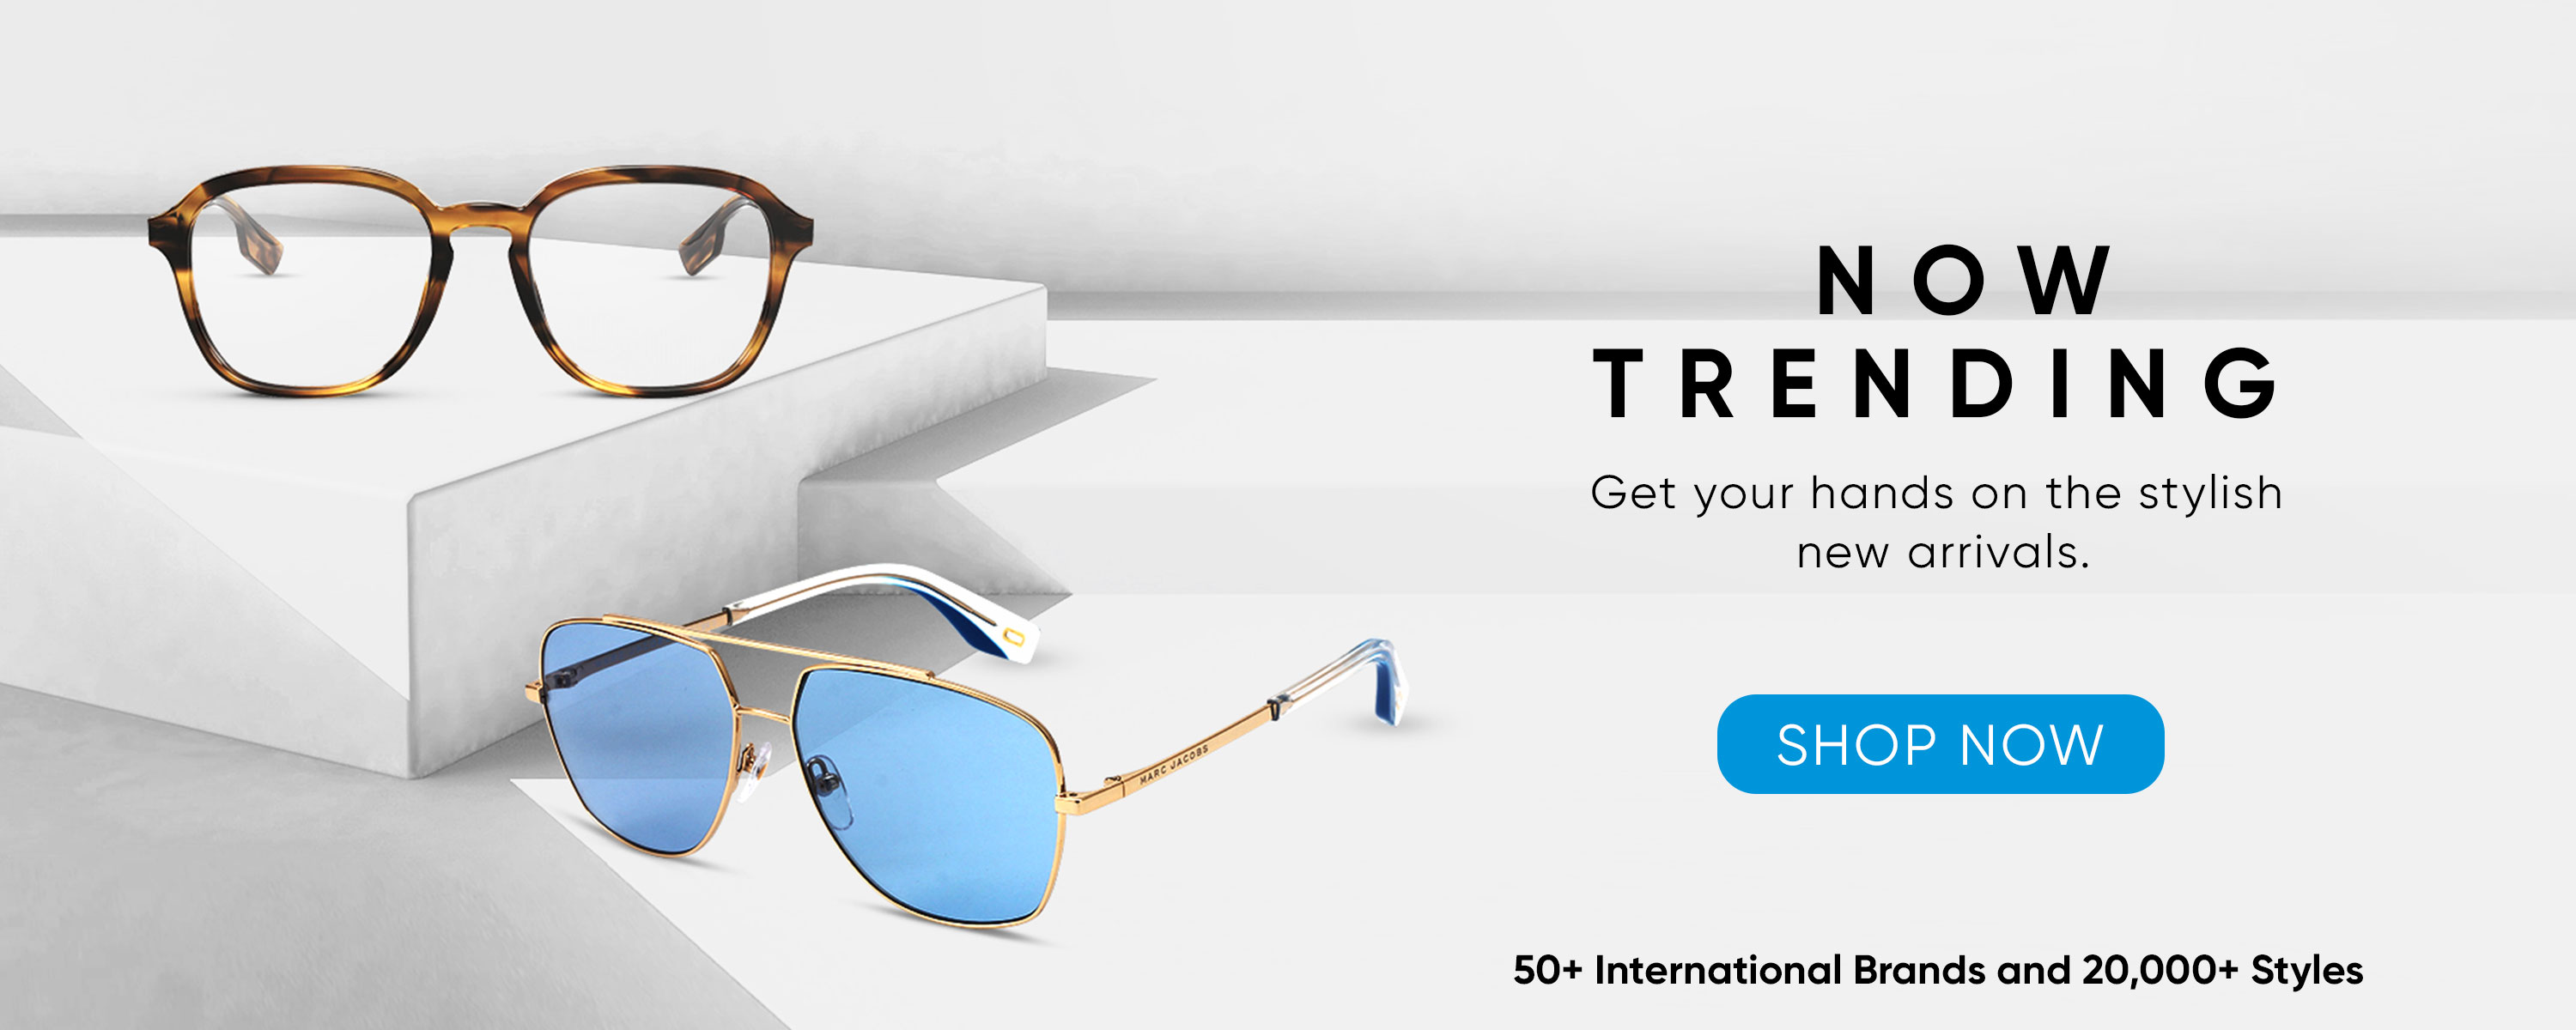 NOW
TRENDING
Get your hands on the stylish
new arrivals.
SHOP NOW
MARC JACOBS
50+ International Brands and 20,000+ Styles